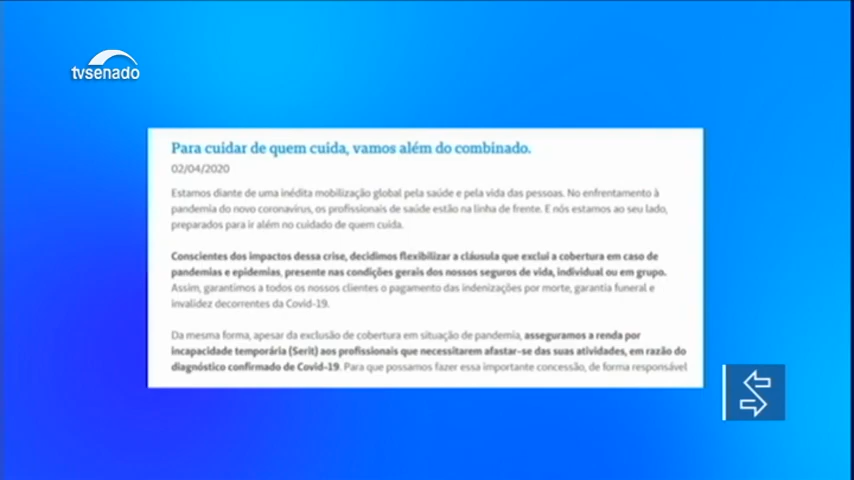 tvsenado
Para cuidar de quem cuida, vamos além do combinado.
02/04/2020
Estamos diante de uma inédita mobilização global pela saúde e pela vida das pessoas. No enfrentamento à
pandemia do novo coronavírus, os profissionais de saúde estão na linha de frente. E nós estamos ao seu lado,
preparados para ir além no cuidado de quem cuida.
Conscientes dos impactos dessa crise, decidimos flexibilizar a cláusula que exclui a cobertura em caso de
pandemias e epidemias, presente nas condições gerais dos nossos seguros de vida, individual ou em grupo.
Assim, garantimos a todos os nossos clientes o pagamento das indenizações por morte, garantia funeral e
invalidez decorrentes da Covid-19.
Da mesma forma, apesar da exclusão de cobertura em situação de pandemia, asseguramos a renda por
incapacidade temporária (Serit) aos profissionais que necessitarem afastar-se das suas atividades, em razão do
diagnóstico confirmado de Covid-19. Para que possamos fazer essa importante concessão, de forma responsável